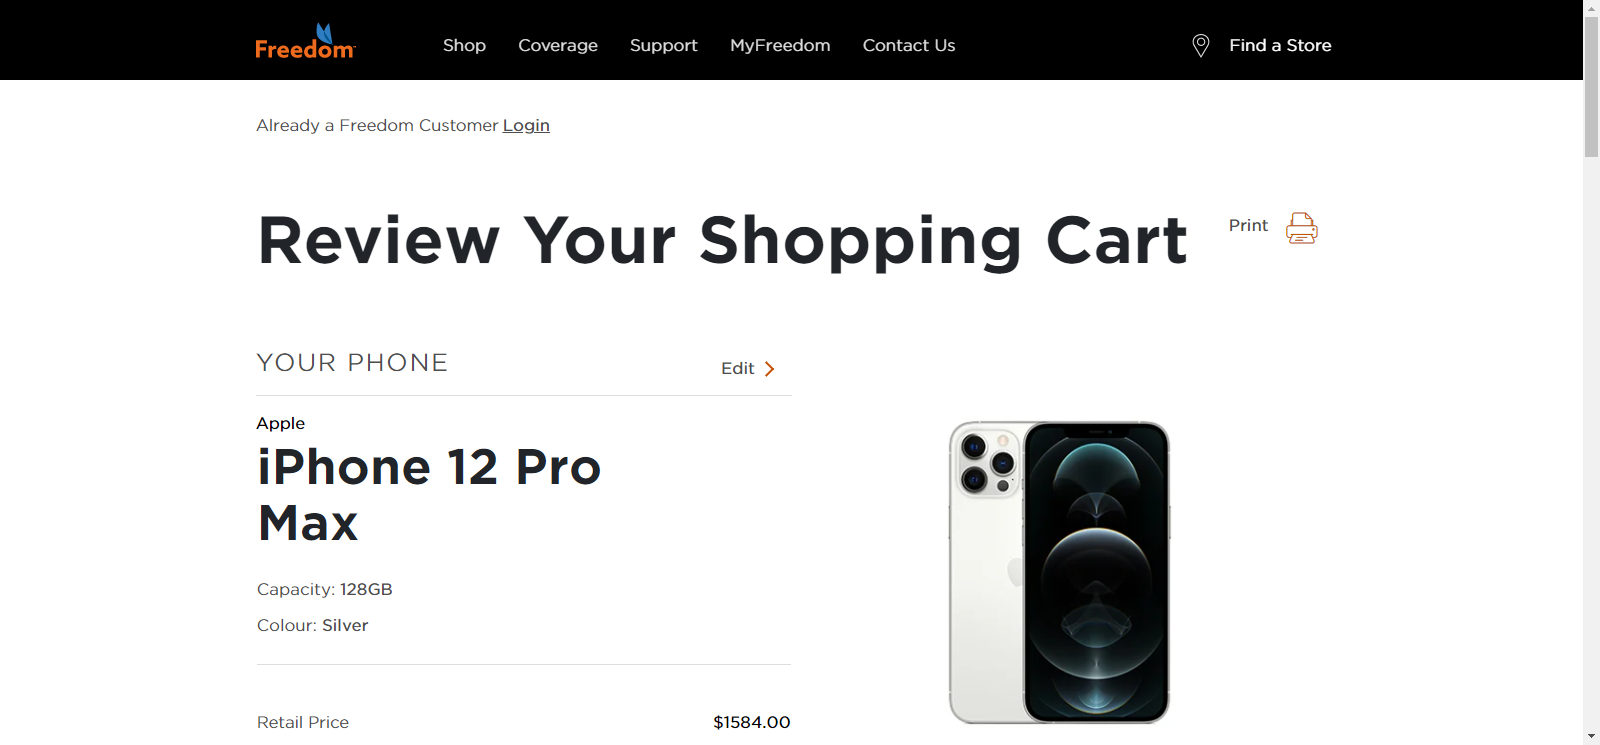 Freedom
Shop Coverage Support MyFreedom Contact Us Find a Store
Already a Freedom Customer Login
Review Your Shopping Cart
Print
YOUR PHONE
Edit
Apple
iPhone 12 Pro
Max
Capacity: 128GB
Colour: Silver
Retail Price $1584.00